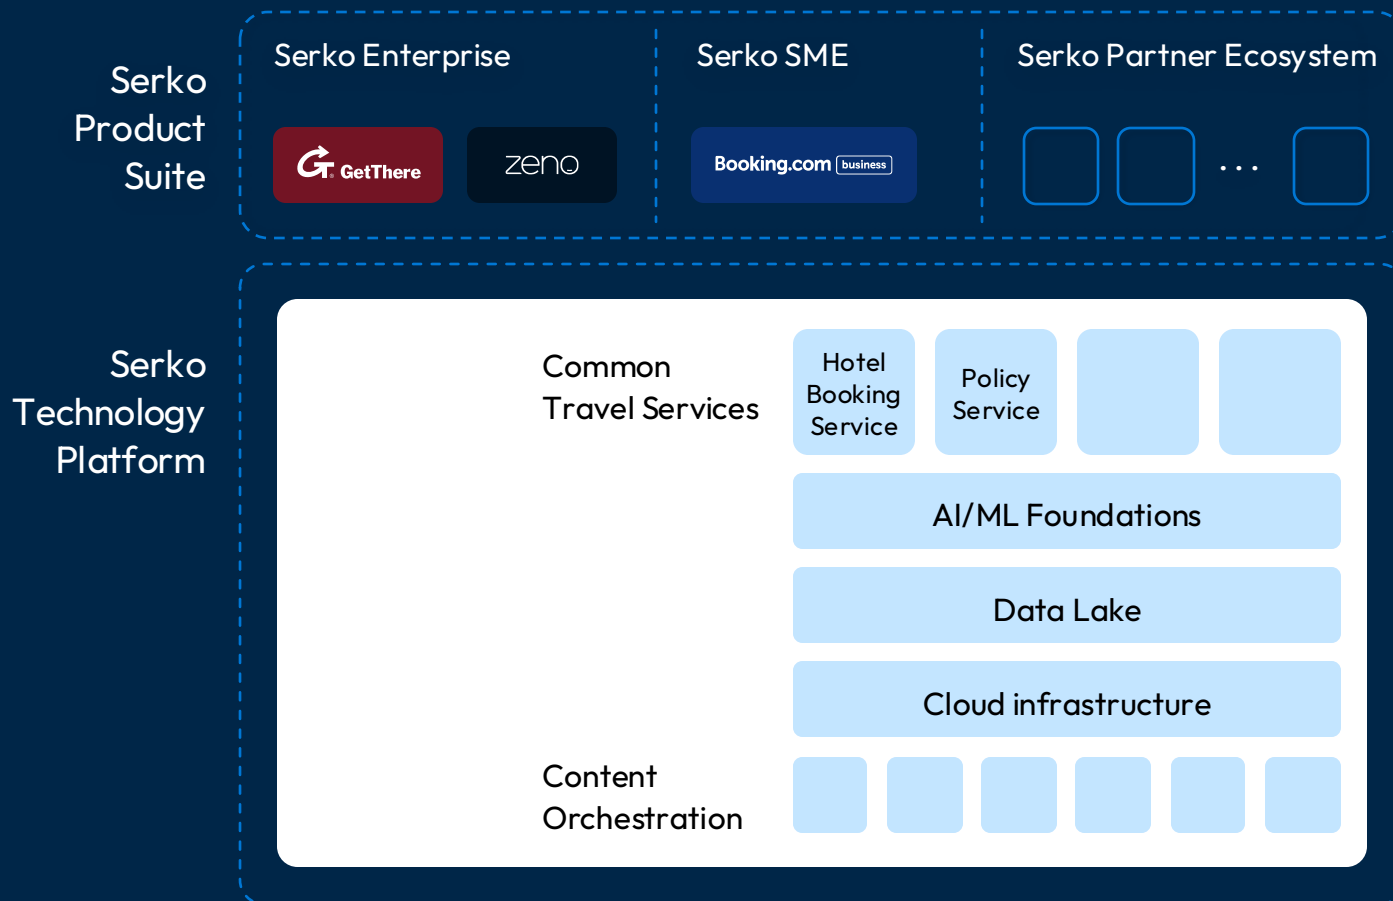 Serko
Product
Suite
Serko Enterprise
GetThere
zeno
Serko SME
Booking.com business
Serko Partner Ecosystem
...
Serko
Technology
Platform
Common
Travel Services
Hotel
Booking
Service
Policy
Service
AI/ML Foundations
Data Lake
Cloud infrastructure
Content
Orchestration